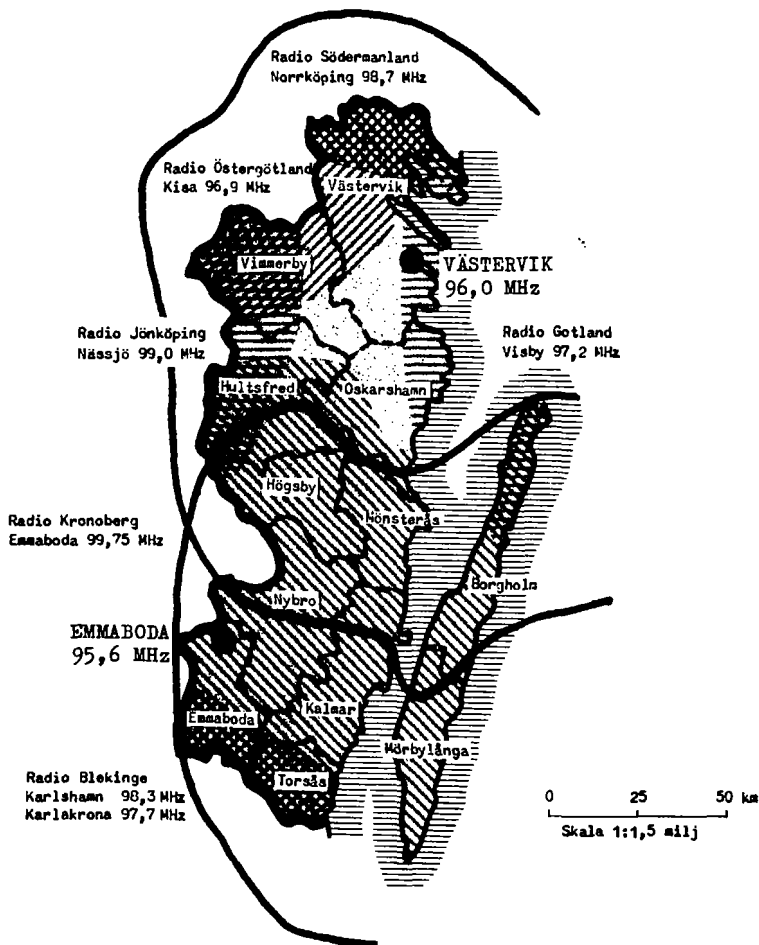 Radio Södermanland
Norrköping 98,7 MHz
Radio Östergötland
Kisa 96,9 MHz
Västervik
Vimmerby
VÄSTERVIK
96,0 MHz
Radio Jönköping
Nässjö 99,0 MHz
Radio Gotland
Visby 97,2 MHz
Hultsfred
Oskarshamn
Högsby
Mönsterås
Radio Kronoberg
Emmaboda 99,75 MHz
Borgholm
Nybro
EMMABODA
95,6 MHz
Emmaboda
Kalmar
Mörbylånga
Torsås
Radio Blekinge
Karlshamn 98,3 MHz
Karlskrona 97,7 MHz
0 25 50 km
Skala 1:1,5 milj